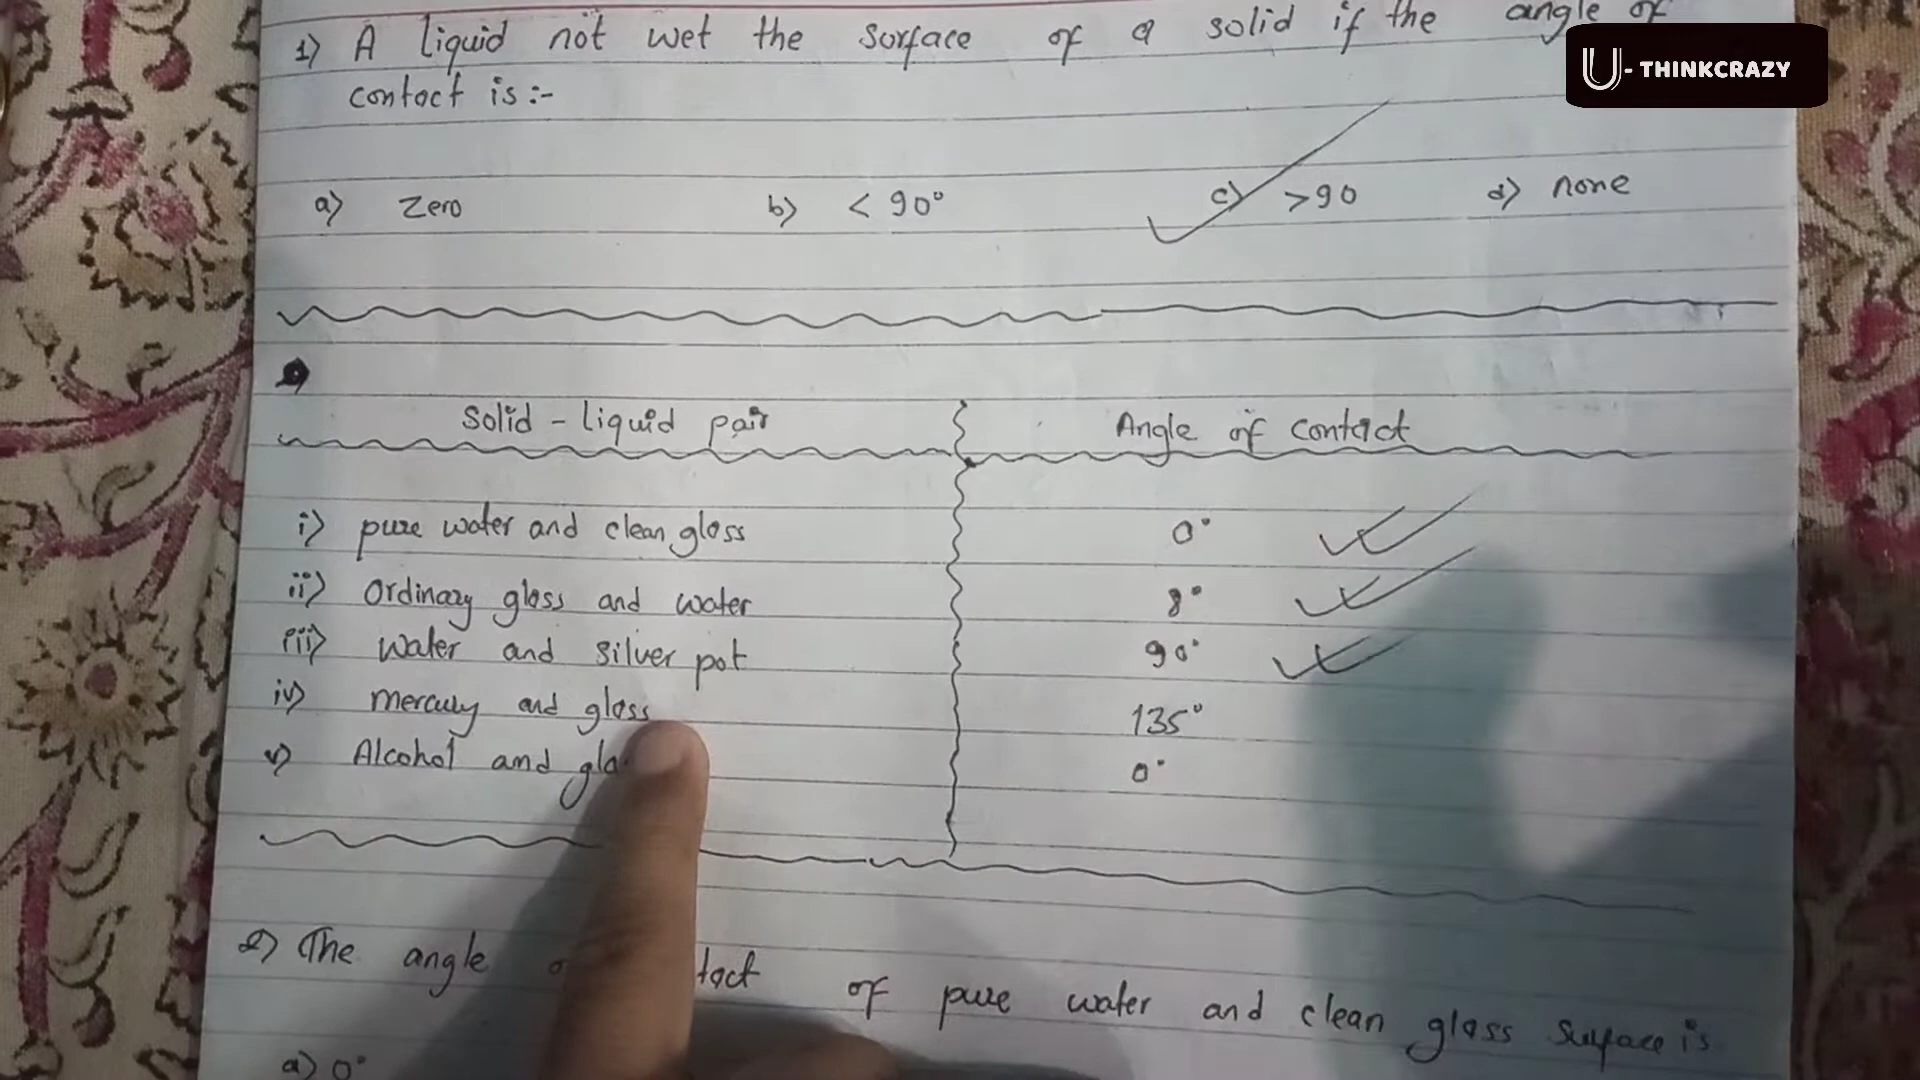 1) A liquid not wet the surface of a solid if the angle of
U - THINKCRAZY
contact is :-
a) Zero b) < 90° c) >90 d) none
Solid - liquid pair Angle of contact
i) pure water and clean glass 0°
ii) Ordinary glass and water 8°
iii) Water and silver pot 90°
iv) mercury and glass 135°
v) Alcohol and gla 0°
2) The angle o tact of pure water and clean glass surface is
a) 0°